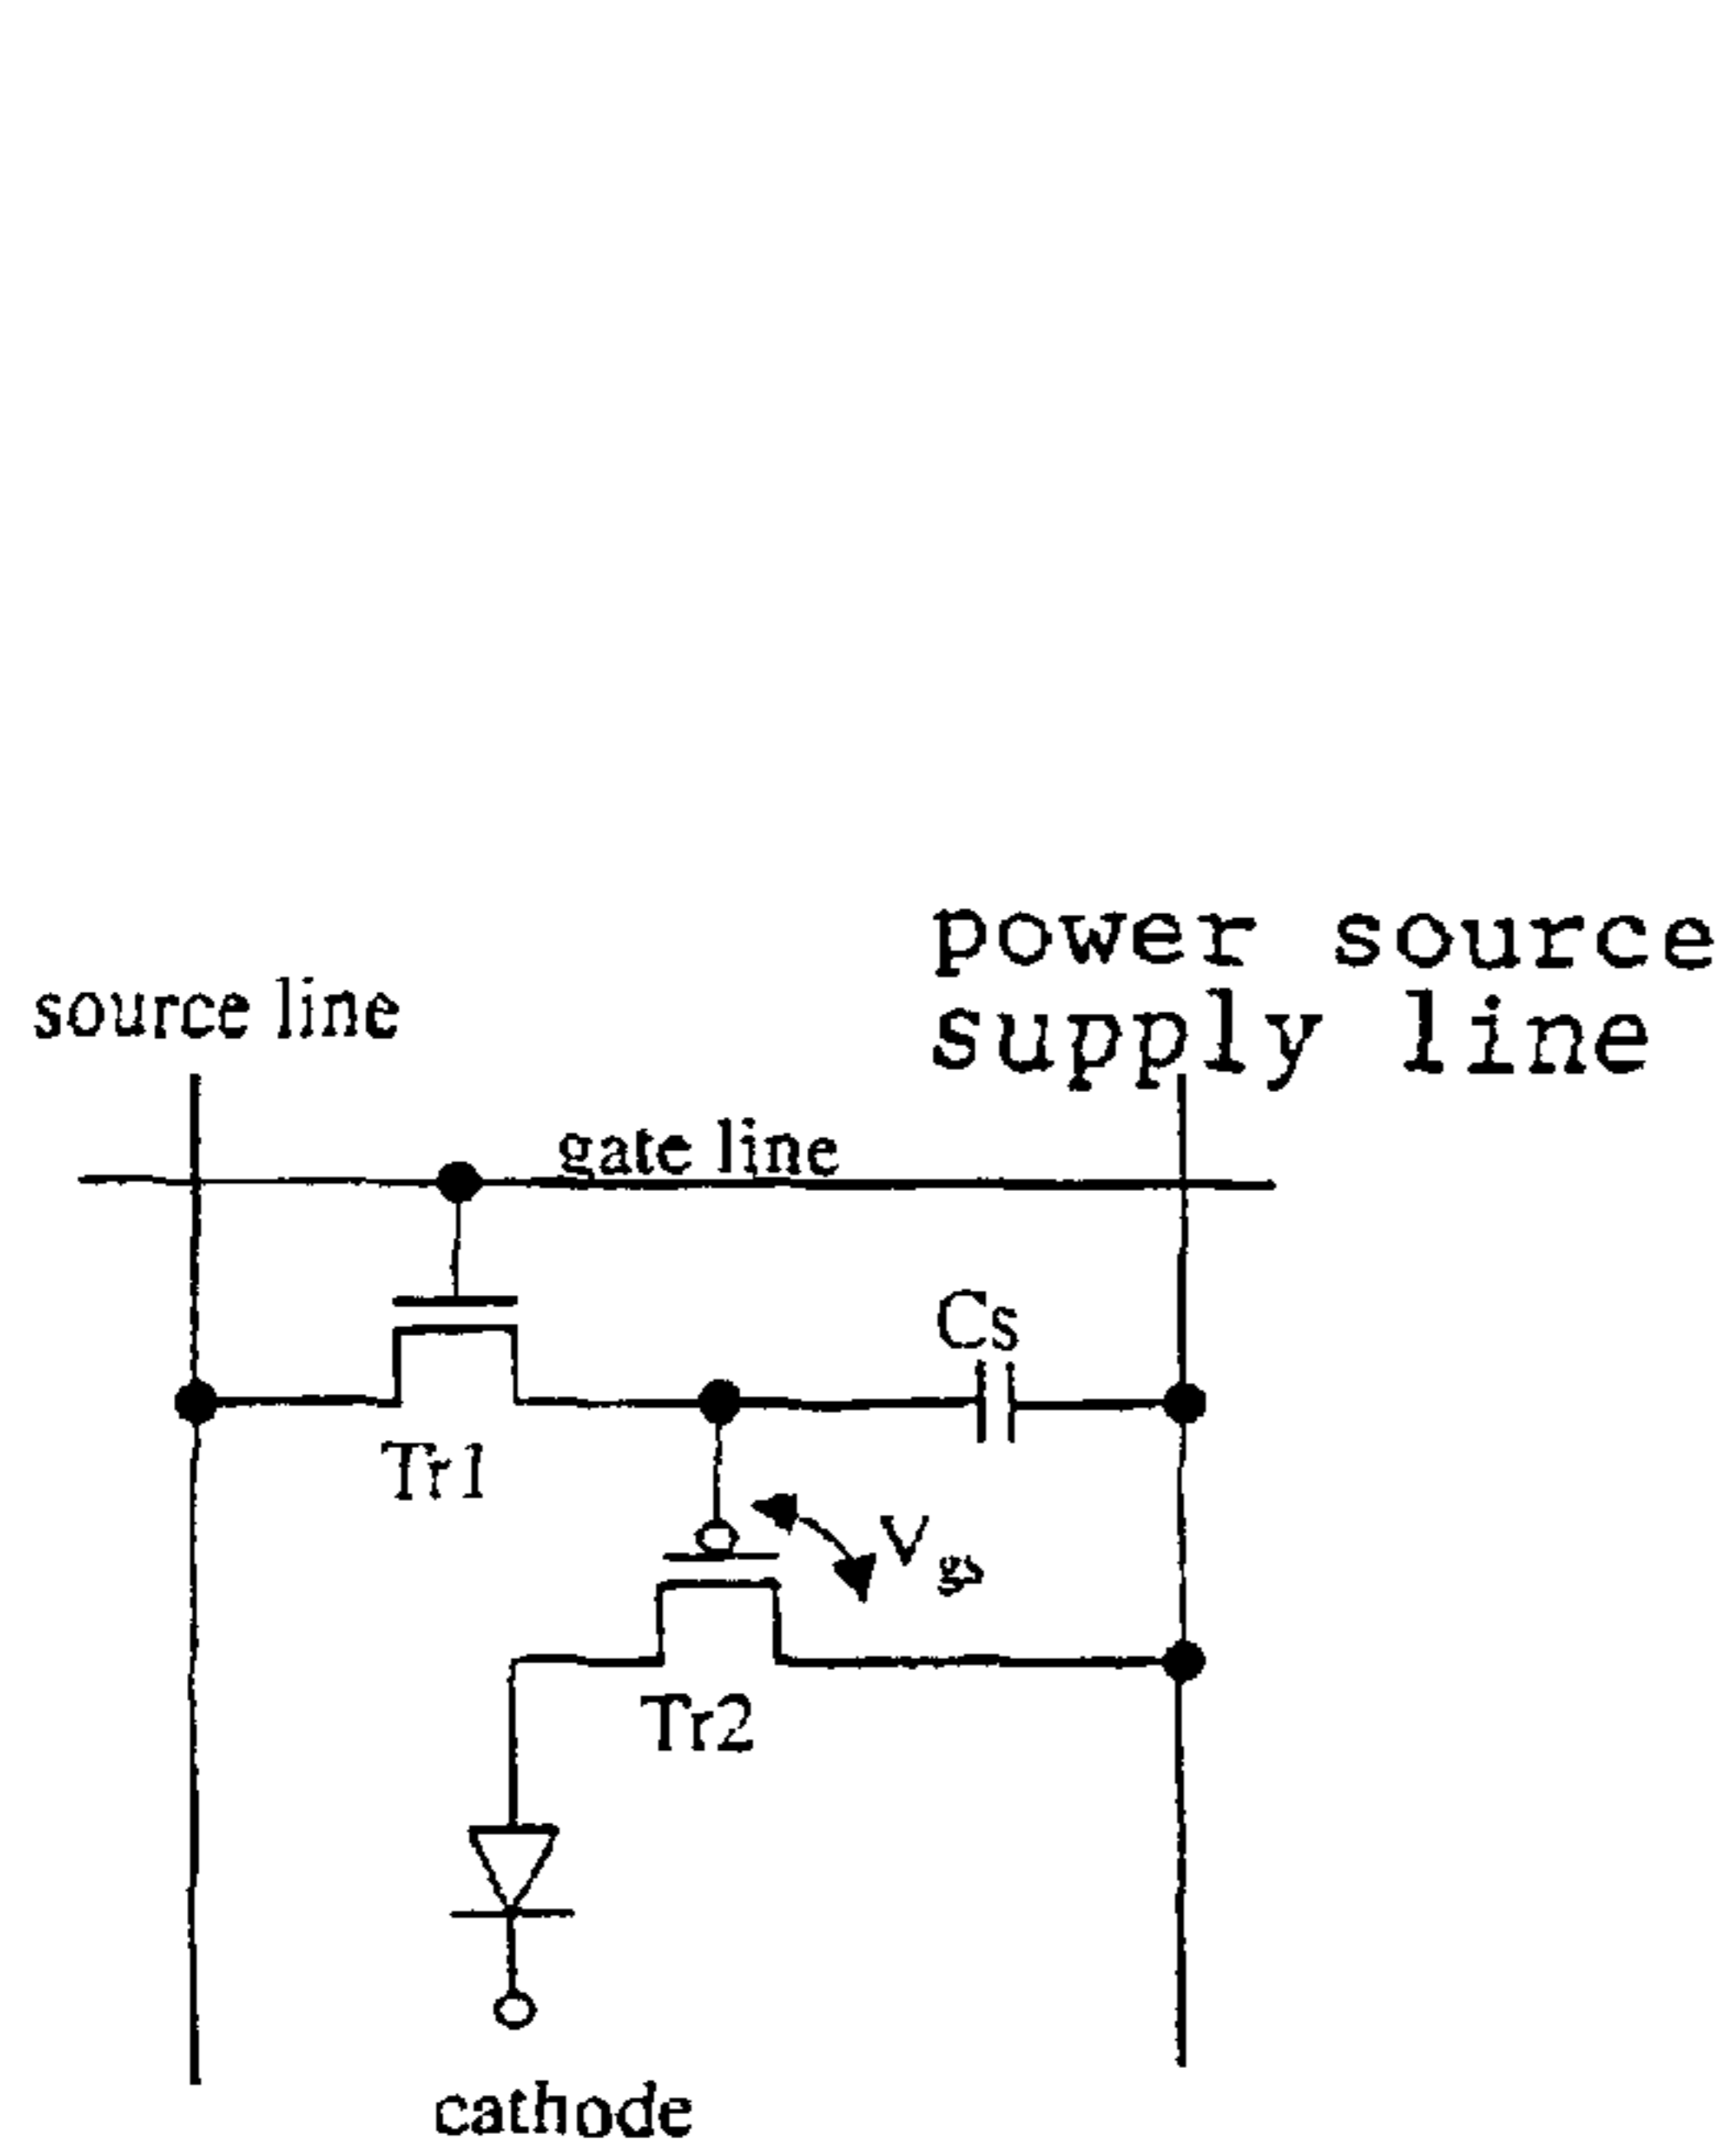 power source
supply line
source line
gate line
Cs
Tr1
Vgs
Tr2
cathode